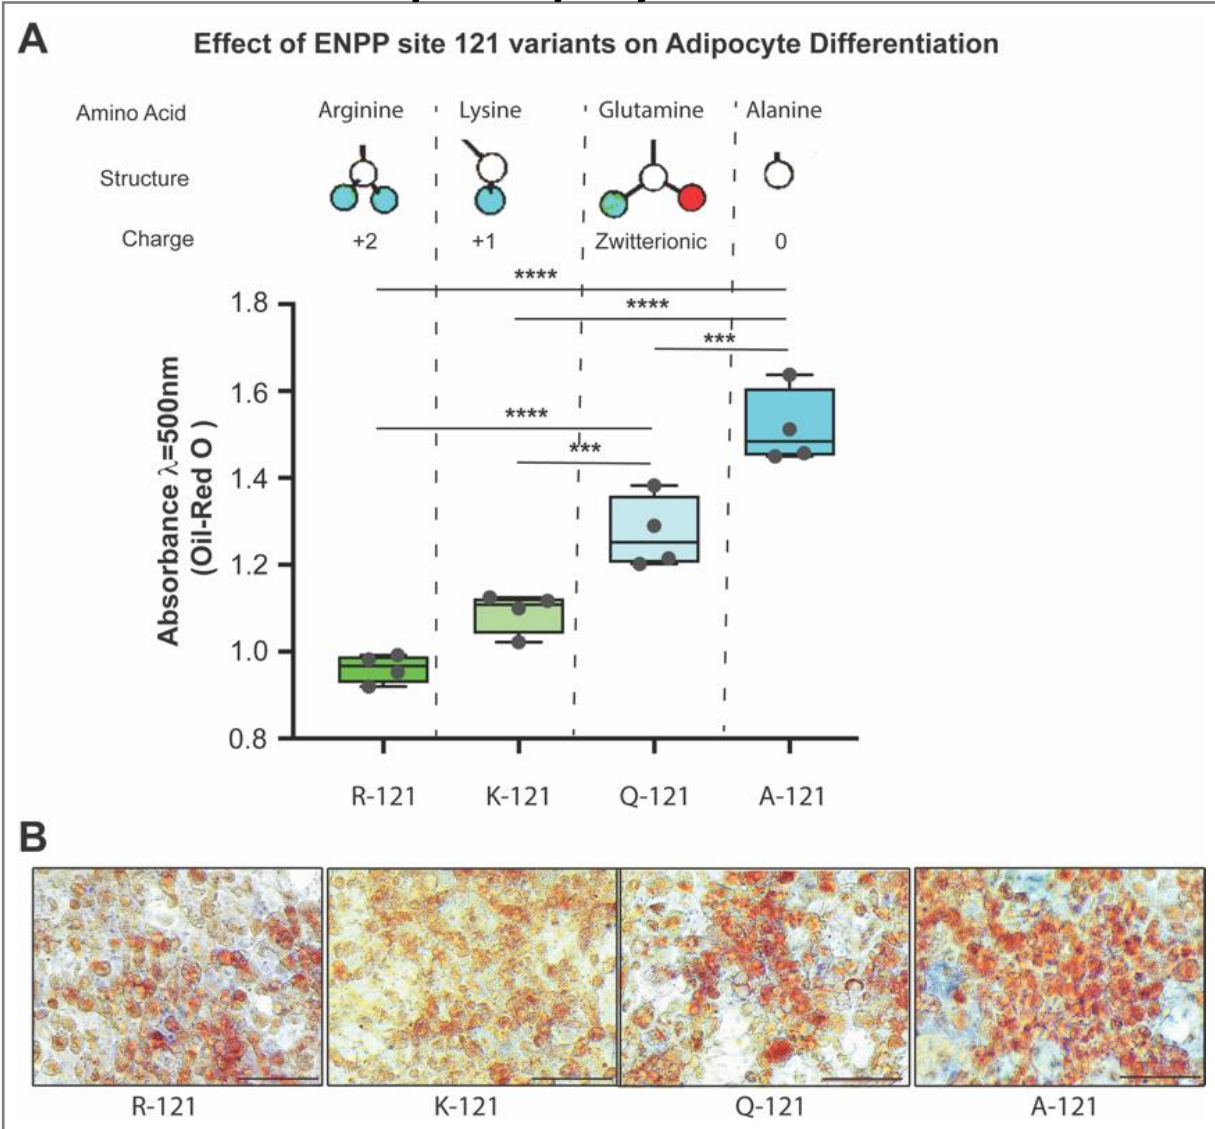 A
Effect of ENPP site 121 variants on Adipocyte Differentiation
Amino Acid Arginine Lysine Glutamine Alanine
Structure
Charge +2 +1 Zwitterionic 0
****
****
***
****
***
1.8
1.6
1.4
1.2
1.0
0.8
Absorbance λ=500nm
(Oil-Red O )
R-121 K-121 Q-121 A-121
B
R-121 K-121 Q-121 A-121